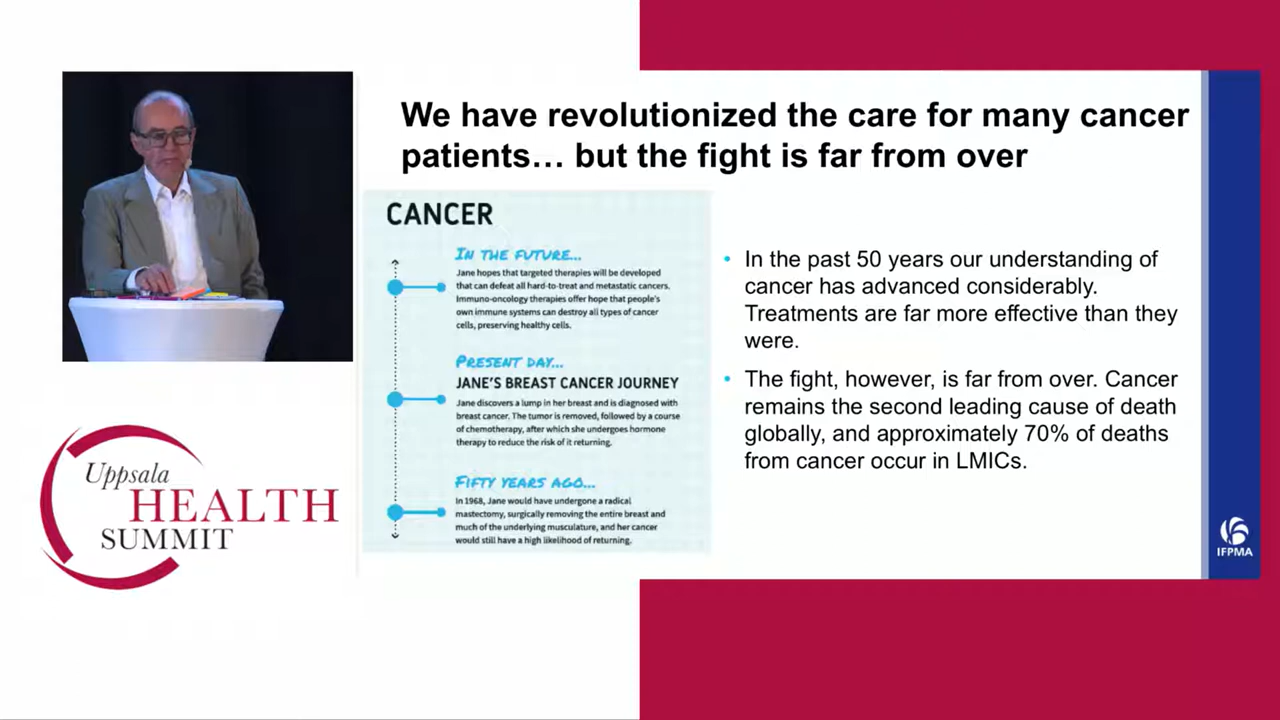 We have revolutionized the care for many cancer
patients… but the fight is far from over
CANCER
IN THE FUTURE...
Jane hopes that targeted therapies will be developed
that can defeat all hard-to-treat and metastatic cancers.
Immuno-oncology therapies offer hope that people's
own immune systems can destroy all types of cancer
cells, preserving healthy cells.
PRESENT DAY...
JANE'S BREAST CANCER JOURNEY
Jane discovers a lump in her breast and is diagnosed with
breast cancer. The tumor is removed, followed by a course
of chemotherapy, after which she undergoes hormone
therapy to reduce the risk of it returning.
FIFTY YEARS AGO...
In 1968, Jane would have undergone a radical
mastectomy, surgically removing the entire breast and
much of the underlying musculature, and her cancer
would still have a high likelihood of returning.
• In the past 50 years our understanding of
cancer has advanced considerably.
Treatments are far more effective than they
were.
• The fight, however, is far from over. Cancer
remains the second leading cause of death
globally, and approximately 70% of deaths
from cancer occur in LMICs.
IFPMA
Uppsala
HEALTH
SUMMIT